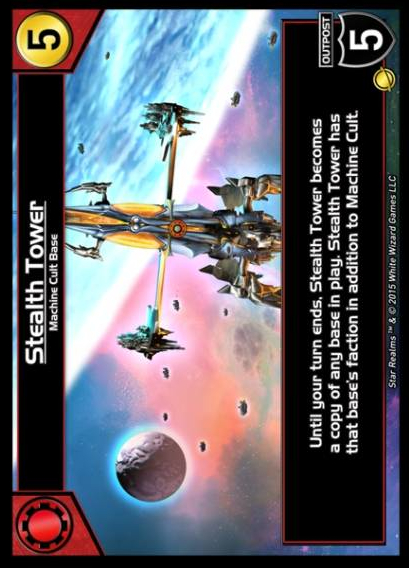 5
Stealth Tower
Machine Cult Base
OUTPOST
5
Until your turn ends, Stealth Tower becomes
a copy of any base in play. Stealth Tower has
that base's faction in addition to Machine Cult.
Star Realms ™ & © 2015 White Wizard Games LLC